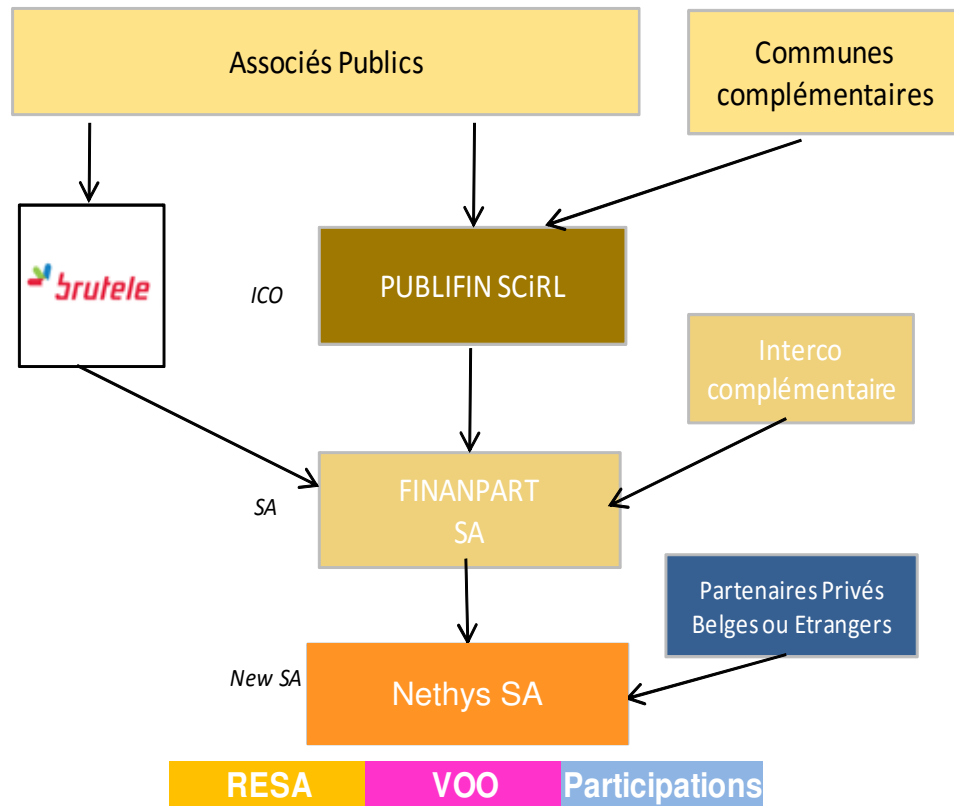 Associés Publics
Communes
complémentaires
brutele
ICO
PUBLIFIN SCiRL
Interco
complémentaire
SA
FINANPART
SA
Partenaires Privés
Belges ou Etrangers
New SA
Nethys SA
RESA
VOO
Participations